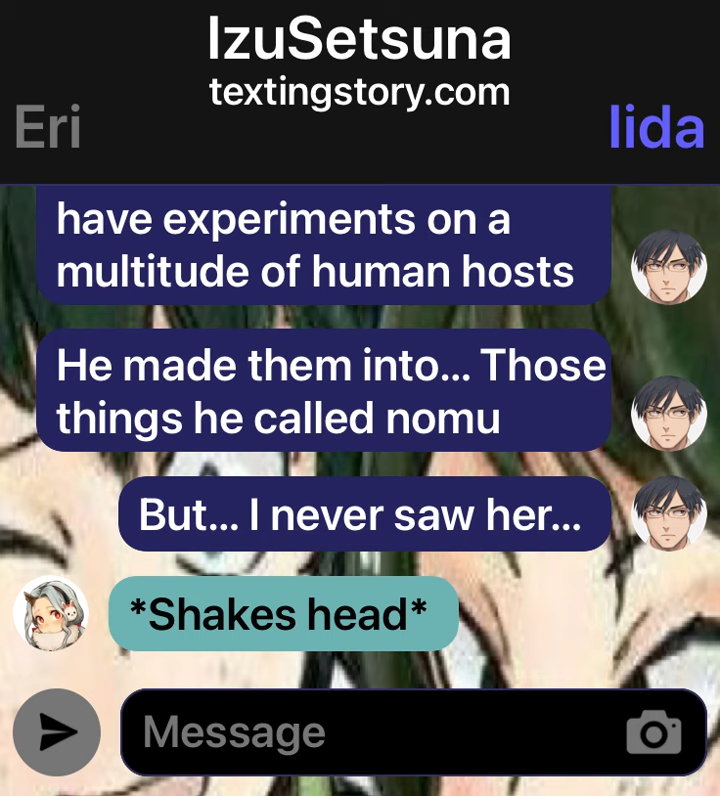 IzuSetsuna
textingstory.com
Eri
Iida
have experiments on a
multitude of human hosts
He made them into... Those
things he called nomu
But... I never saw her...
*Shakes head*
Message